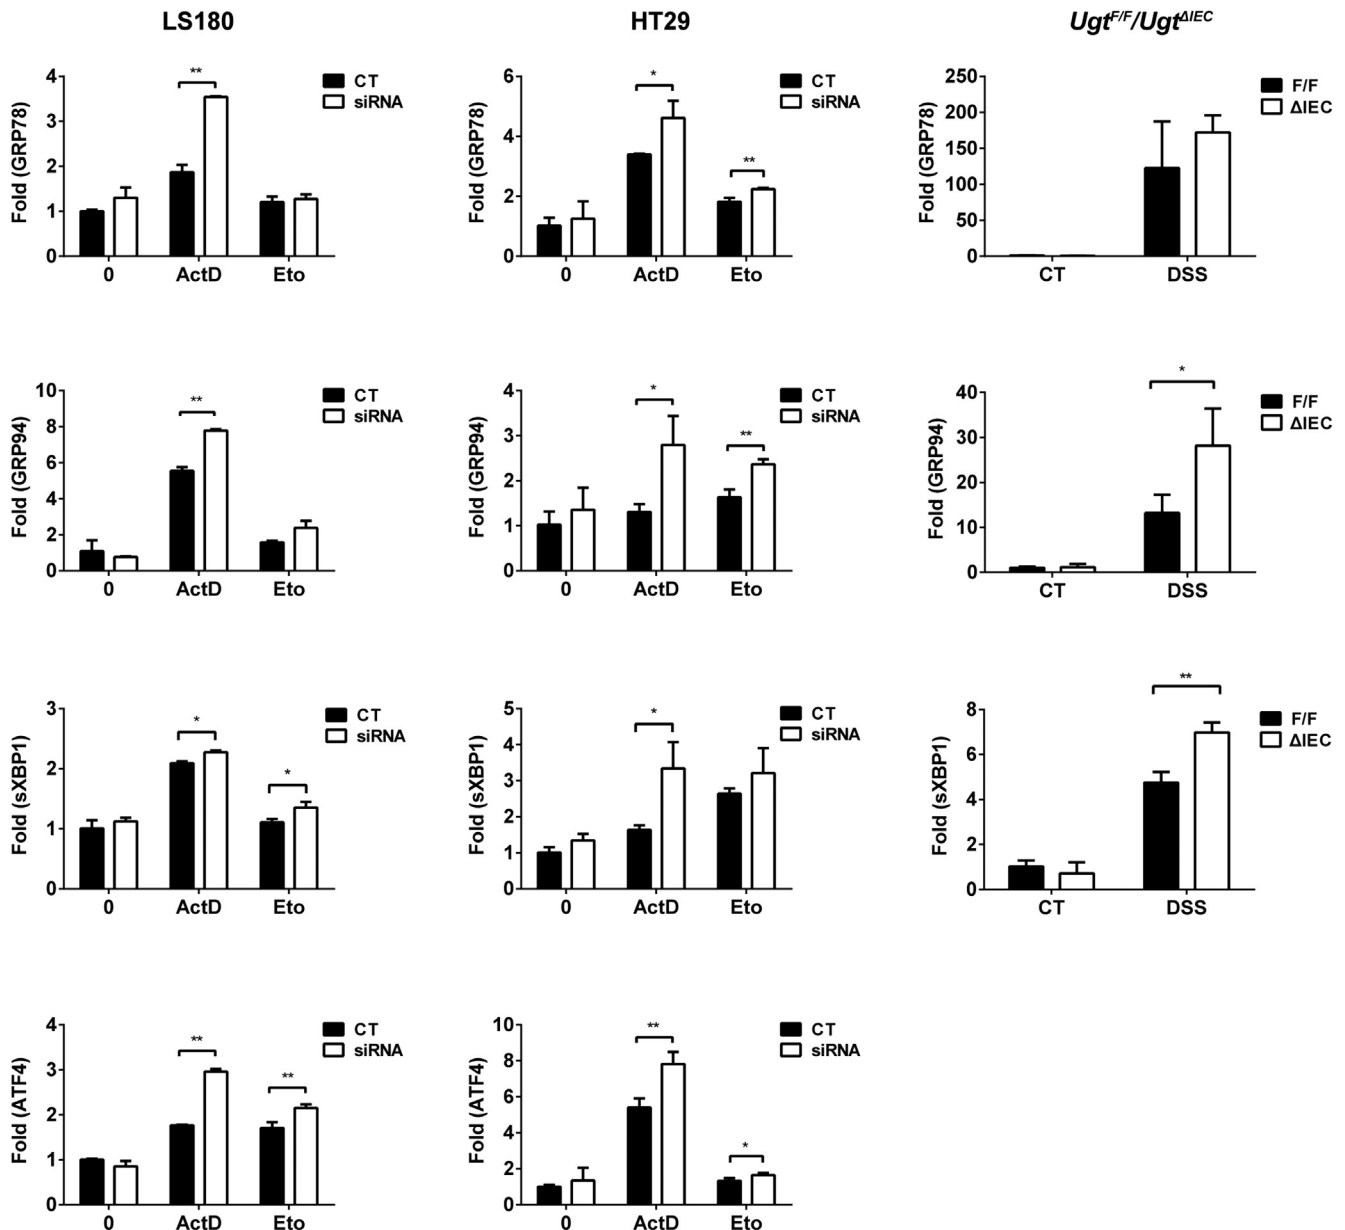 LS180
HT29
Ugt^F/F/Ugt^ΔIEC
Fold (GRP78)
4
3
2
1
0
**
CT
siRNA
0 ActD Eto
Fold (GRP78)
6
4
2
0
*
**
CT
siRNA
0 ActD Eto
Fold (GRP78)
250
200
150
100
50
0
F/F
ΔIEC
CT DSS
Fold (GRP94)
10
8
6
4
2
0
**
CT
siRNA
0 ActD Eto
Fold (GRP94)
4
3
2
1
0
*
**
CT
siRNA
0 ActD Eto
Fold (GRP94)
40
30
20
10
0
*
F/F
ΔIEC
CT DSS
Fold (sXBP1)
3
2
1
0
*
*
CT
siRNA
0 ActD Eto
Fold (sXBP1)
5
4
3
2
1
0
*
CT
siRNA
0 ActD Eto
Fold (sXBP1)
8
6
4
2
0
**
F/F
ΔIEC
CT DSS
Fold (ATF4)
4
3
2
1
0
**
**
CT
siRNA
0 ActD Eto
Fold (ATF4)
10
8
6
4
2
0
**
*
CT
siRNA
0 ActD Eto